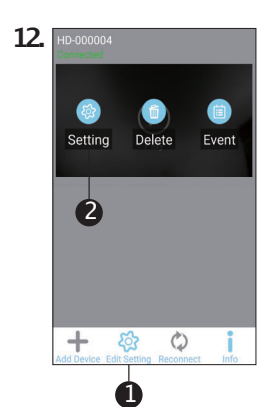 12.
HD-000004
Connected
Setting Delete Event
2
Add Device Edit Setting Reconnect Info
1